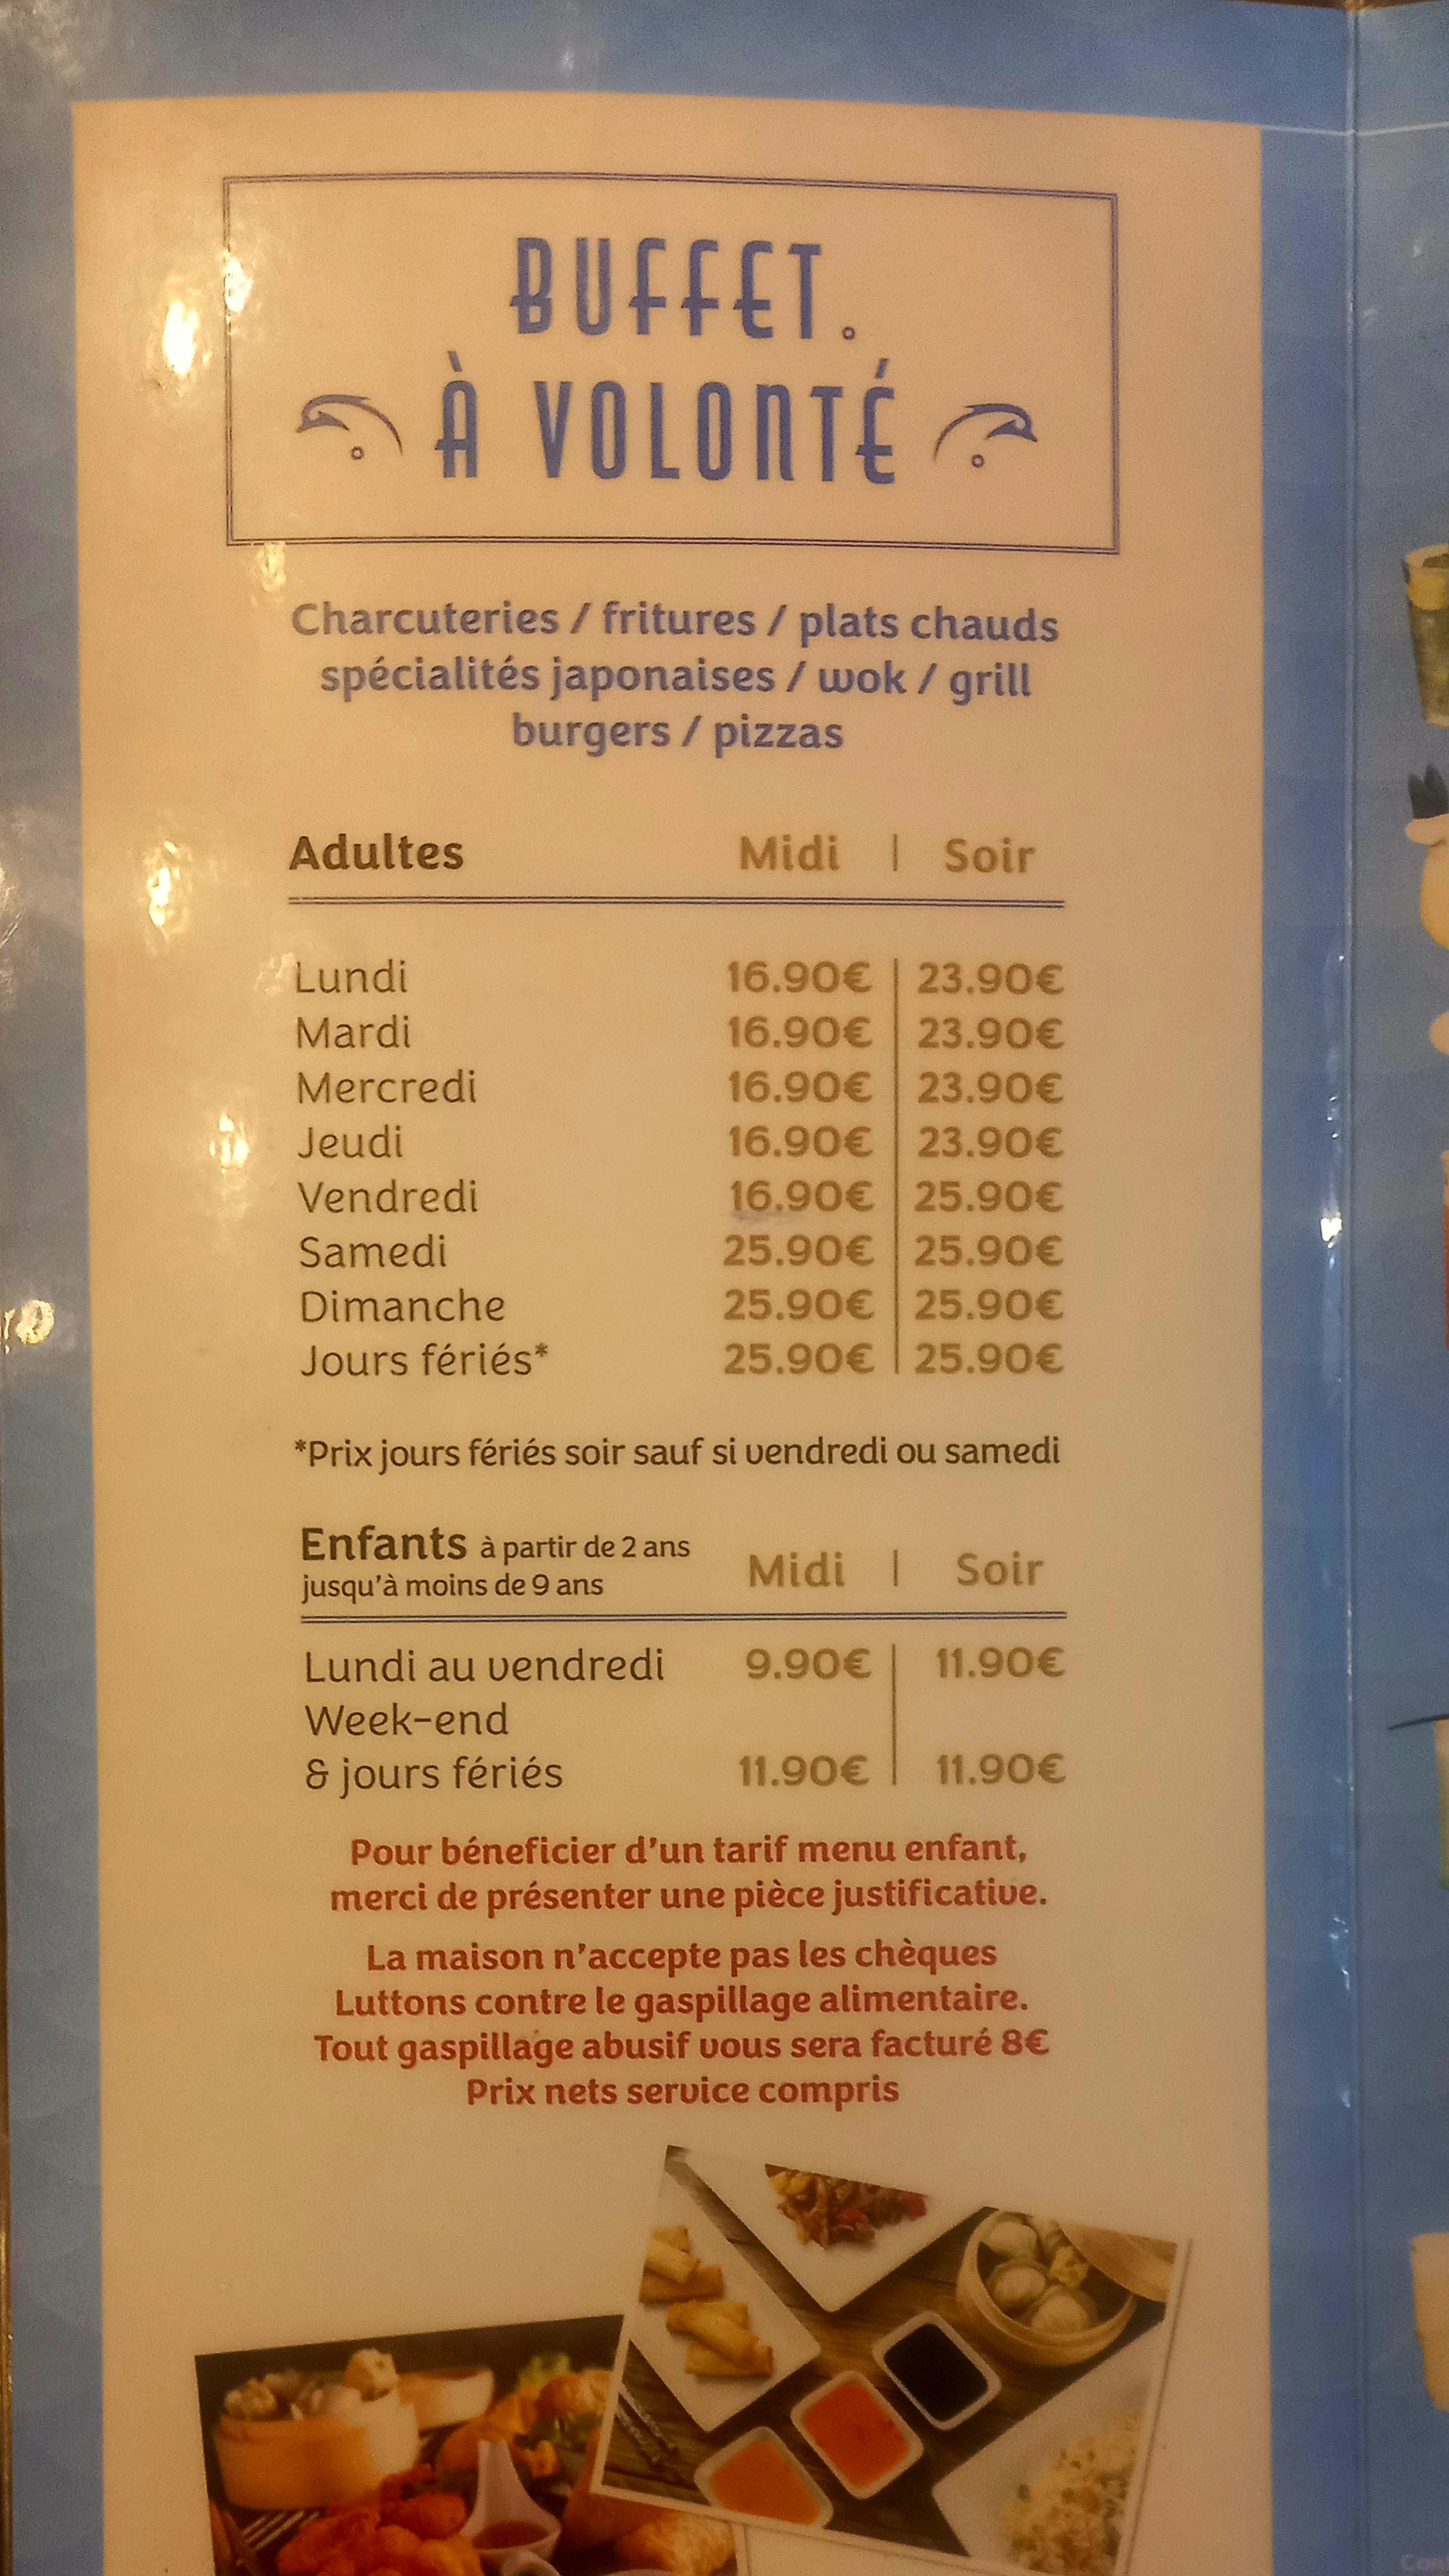 BUFFET
À VOLONTÉ
Charcuteries / fritures / plats chauds
spécialités japonaises / wok / grill
burgers / pizzas
Adultes Midi | Soir
Lundi 16.90€ | 23.90€
Mardi 16.90€ | 23.90€
Mercredi 16.90€ | 23.90€
Jeudi 16.90€ | 23.90€
Vendredi 16.90€ | 25.90€
Samedi 25.90€ | 25.90€
Dimanche 25.90€ | 25.90€
Jours fériés* 25.90€ | 25.90€
*Prix jours fériés soir sauf si vendredi ou samedi
Enfants à partir de 2 ans
jusqu'à moins de 9 ans Midi | Soir
Lundi au vendredi 9.90€ | 11.90€
Week-end
& jours fériés 11.90€ | 11.90€
Pour béneficier d'un tarif menu enfant,
merci de présenter une pièce justificative.
La maison n'accepte pas les chèques
Luttons contre le gaspillage alimentaire.
Tout gaspillage abusif vous sera facturé 8€
Prix nets service compris